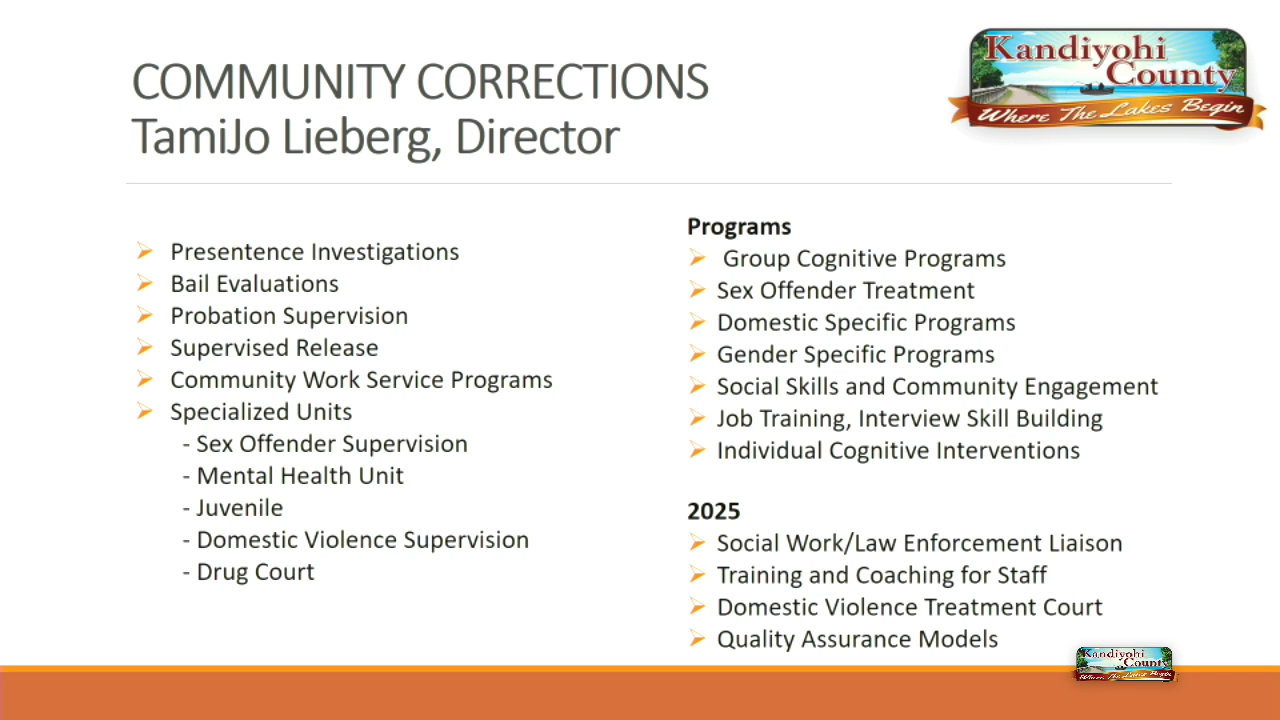 COMMUNITY CORRECTIONS
TamiJo Lieberg, Director
Kandiyohi
County
Where The Lakes Begin
➢ Presentence Investigations
➢ Bail Evaluations
➢ Probation Supervision
➢ Supervised Release
➢ Community Work Service Programs
➢ Specialized Units
- Sex Offender Supervision
- Mental Health Unit
- Juvenile
- Domestic Violence Supervision
- Drug Court
Programs
➢ Group Cognitive Programs
➢ Sex Offender Treatment
➢ Domestic Specific Programs
➢ Gender Specific Programs
➢ Social Skills and Community Engagement
➢ Job Training, Interview Skill Building
➢ Individual Cognitive Interventions
2025
➢ Social Work/Law Enforcement Liaison
➢ Training and Coaching for Staff
➢ Domestic Violence Treatment Court
➢ Quality Assurance Models
Kandiyohi
County
Where The Lakes Begin